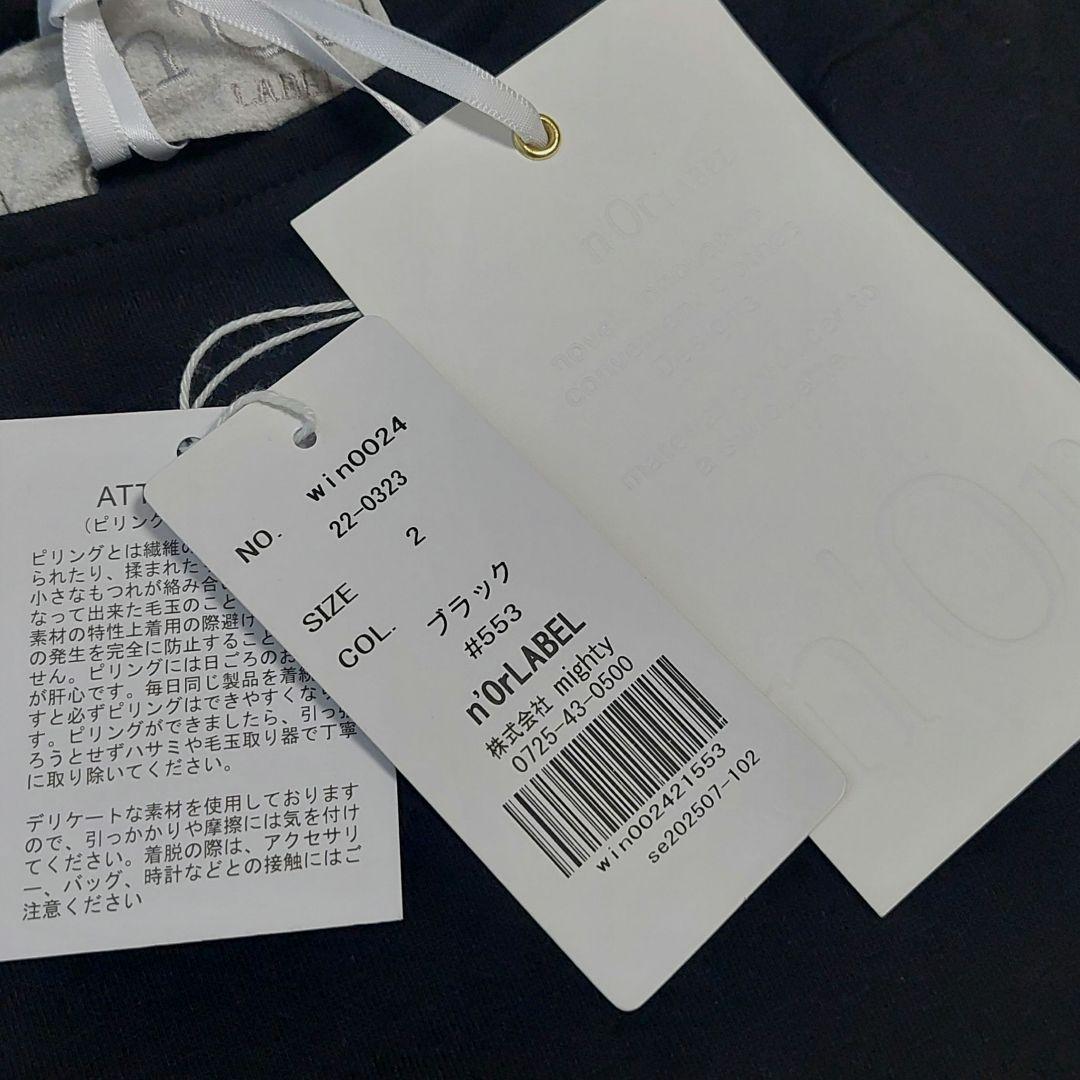 LABEL
n'Or LABEL
ATT
(ピリング
ピリングとは繊維の
られたり、揉まれた
小さなもつれが絡み合
なって出来た毛玉のこと
素材の特性上着用の際避け
の発生を完全に防止すること
せん。ピリングには日ごろのお
が肝心です。毎日同じ製品を着続
すと必ずピリングはできやすくな
す。ピリングができましたら、引っ張
ろうとせずハサミや毛玉取り器で丁寧
に取り除いてください。
デリケートな素材を使用しております
ので、引っかかりや摩擦には気を付け
てください。着脱の際は、アクセサリ
ー、バッグ、時計などとの接触にはご
注意ください
NO. win0024
22-0323
SIZE 2
COL. ブラック
#553
n'OrLABEL
株式会社 mighty
0725-43-0500
win002421553
se202507-102
n'Or